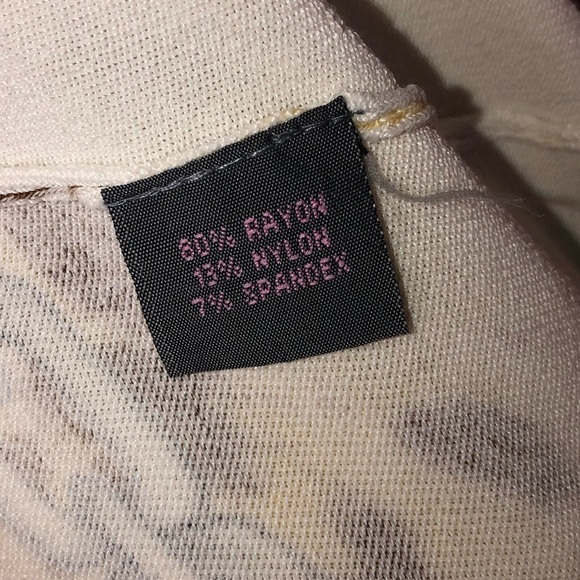 80% RAYON
13% NYLON
7% SPANDEX